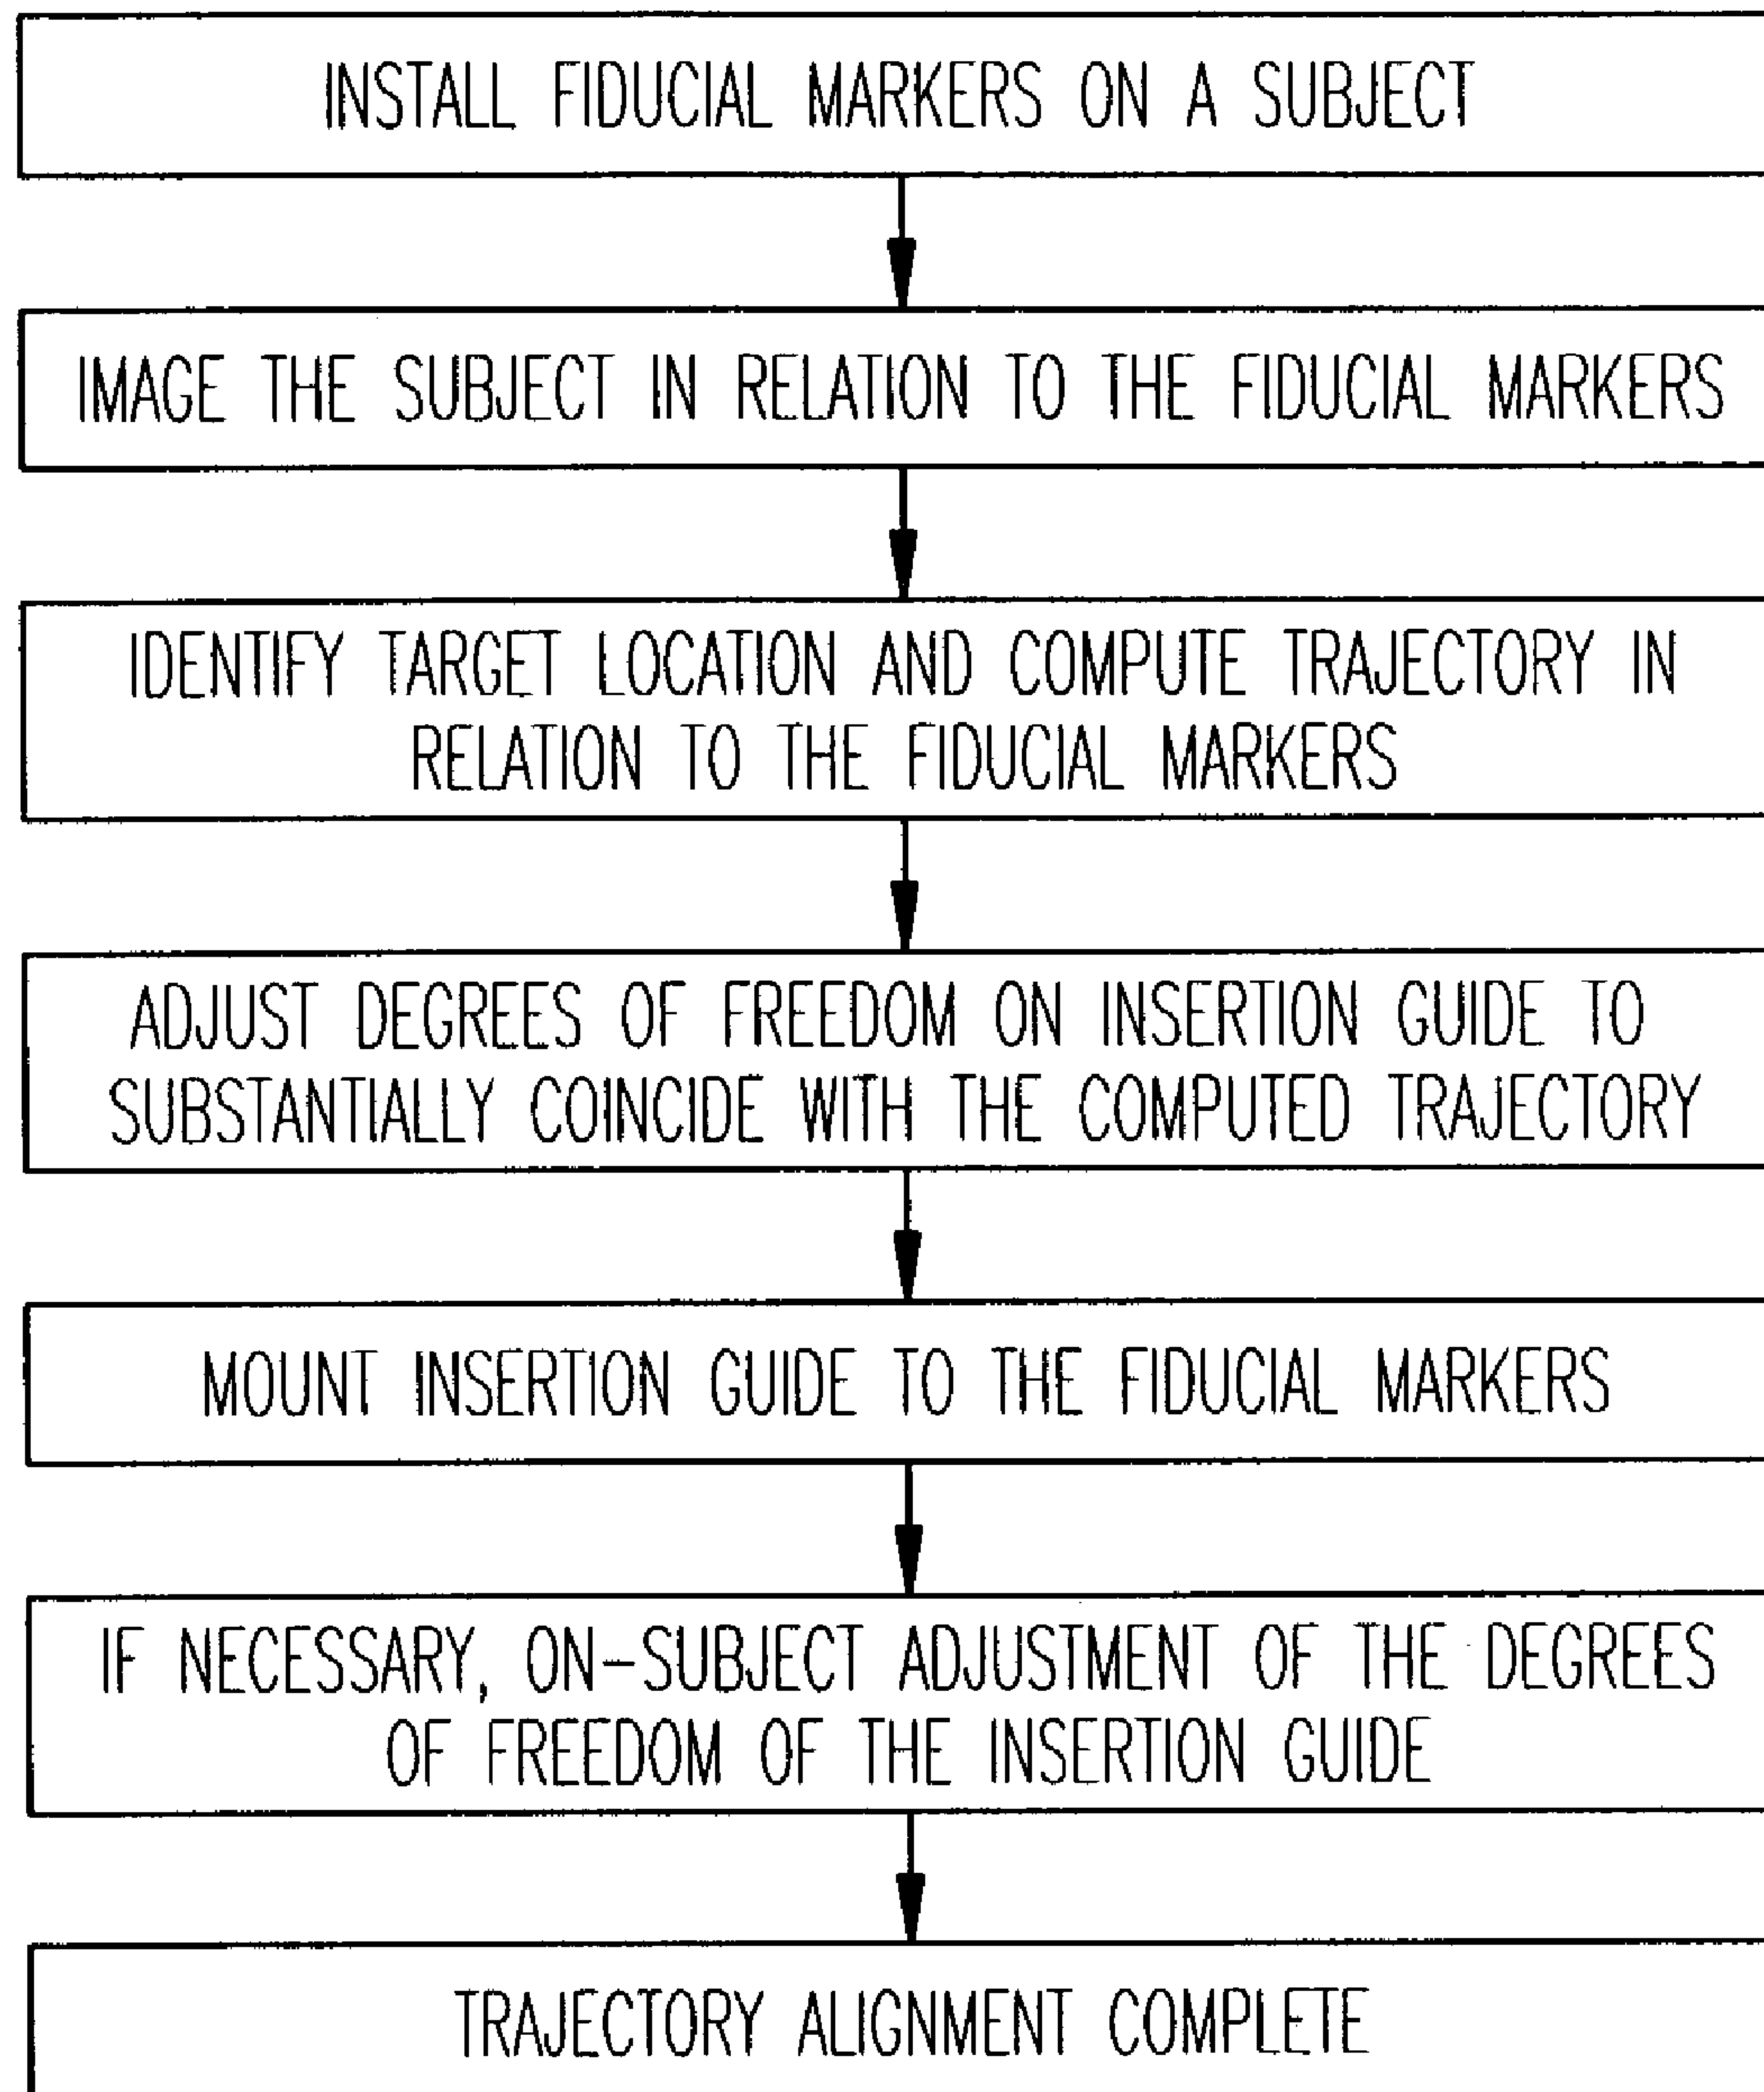 INSTALL FIDUCIAL MARKERS ON A SUBJECT
IMAGE THE SUBJECT IN RELATION TO THE FIDUCIAL MARKERS
IDENTIFY TARGET LOCATION AND COMPUTE TRAJECTORY IN
RELATION TO THE FIDUCIAL MARKERS
ADJUST DEGREES OF FREEDOM ON INSERTION GUIDE TO
SUBSTANTIALLY COINCIDE WITH THE COMPUTED TRAJECTORY
MOUNT INSERTION GUIDE TO THE FIDUCIAL MARKERS
IF NECESSARY, ON-SUBJECT ADJUSTMENT OF THE DEGREES
OF FREEDOM OF THE INSERTION GUIDE
TRAJECTORY ALIGNMENT COMPLETE